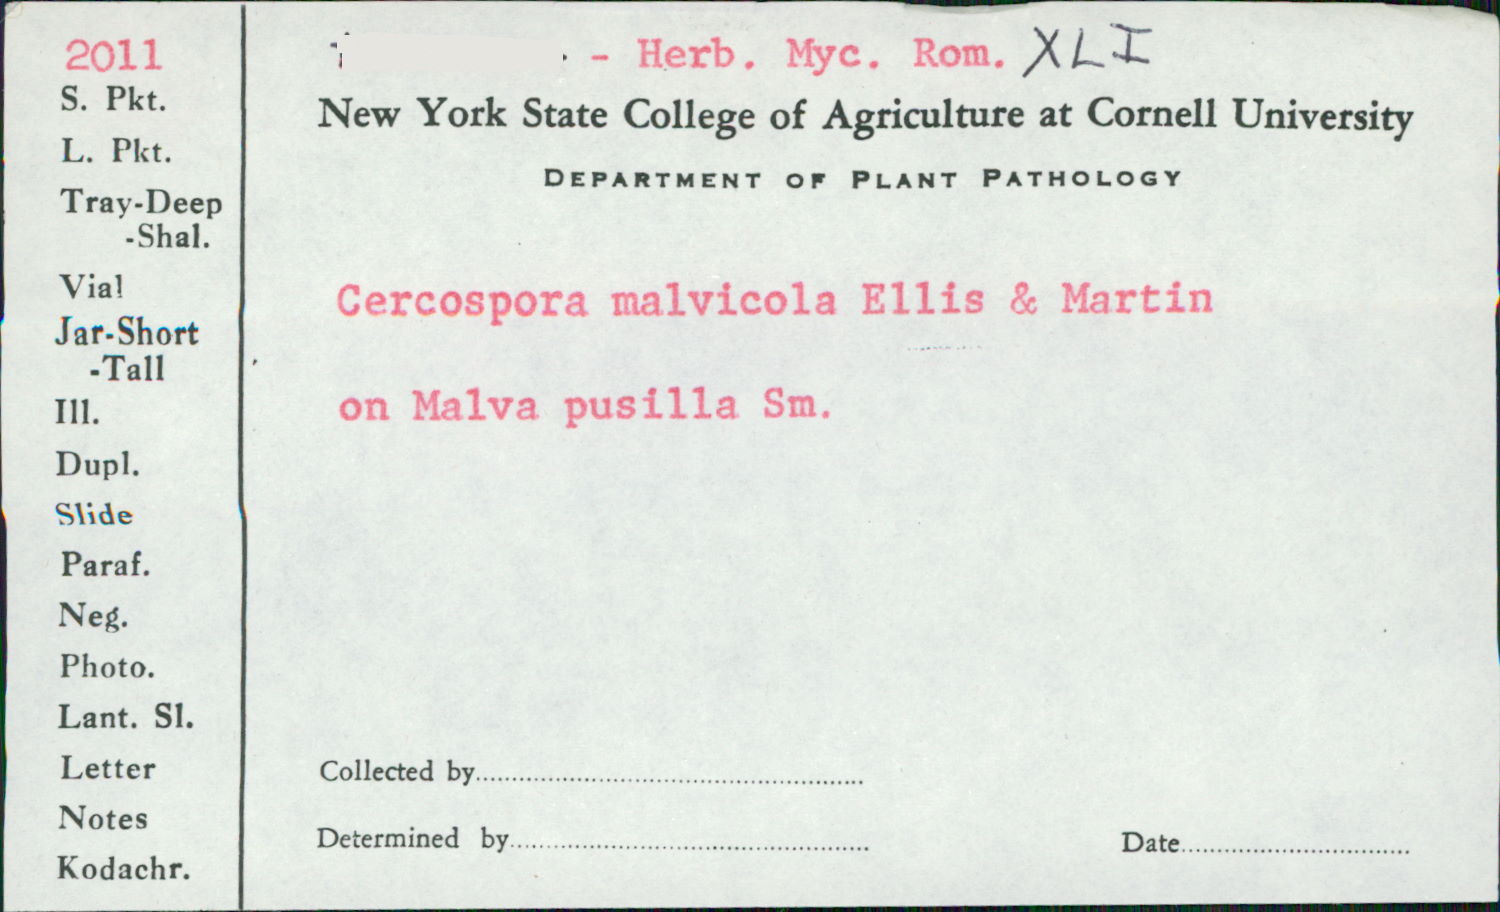 2011
S. Pkt.
L. Pkt.
Tray-Deep
-Shal.
Vial
Jar-Short
-Tall
Ill.
Dupl.
Slide
Paraf.
Neg.
Photo.
Lant. Sl.
Letter
Notes
Kodachr.
- Herb. Myc. Rom. XLI
New York State College of Agriculture at Cornell University
DEPARTMENT OF PLANT PATHOLOGY
Cercospora malvicola Ellis & Martin
on Malva pusilla Sm.
Collected by
Determined by
Date